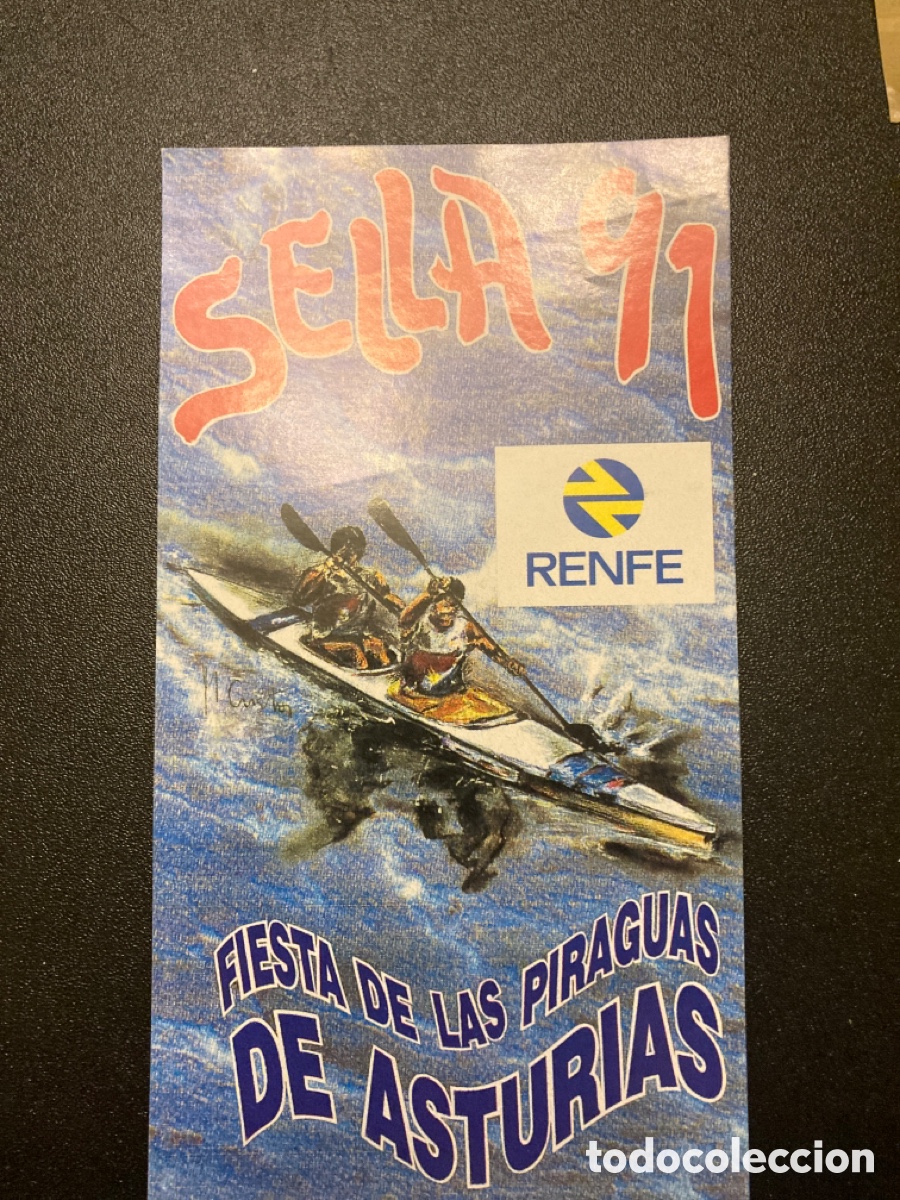 SELLA 91
RENFE
FIESTA DE LAS PIRAGUAS
DE ASTURIAS
todocoleccion